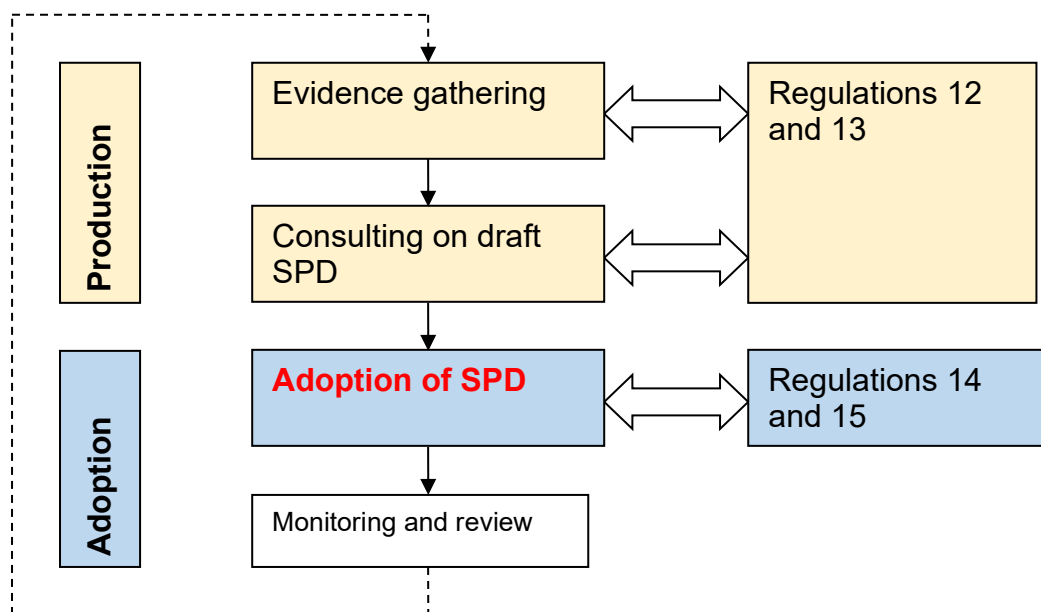 Production
Evidence gathering
Regulations 12
and 13
Consulting on draft
SPD
Adoption
Adoption of SPD
Regulations 14
and 15
Monitoring and review